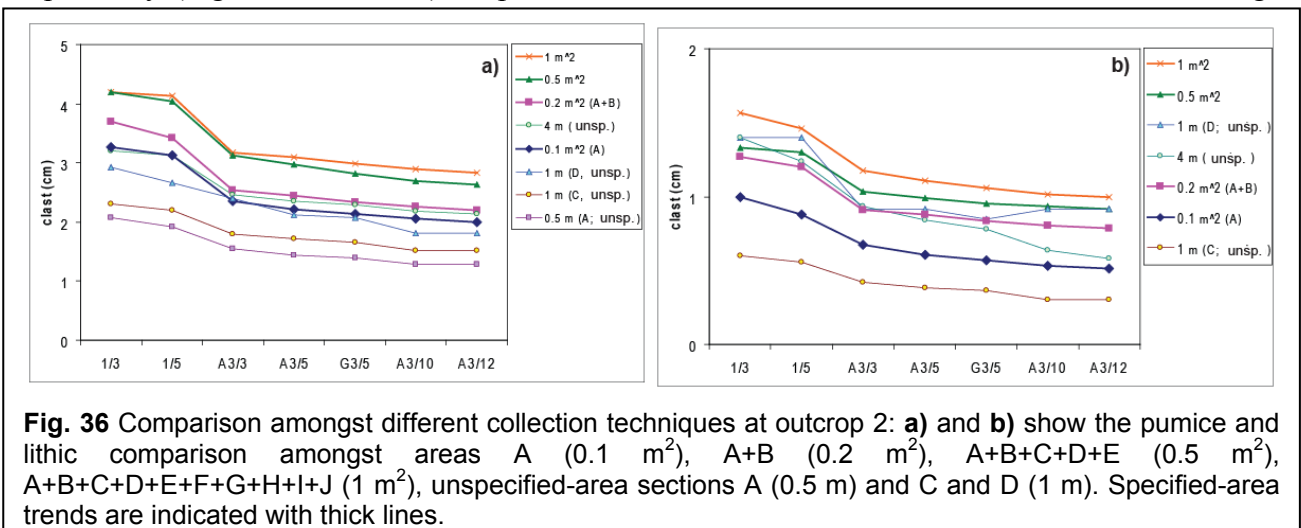 a)
5
4
3
2
1
0
clast (cm)
1/3 1/5 A3/3 A3/5 G3/5 A3/10 A3/12
1 m^2
0.5 m^2
0.2 m^2 (A+B)
4 m ( unsp.)
0.1 m^2 (A)
1 m (D, unsp.)
1 m (C, unsp.)
0.5 m (A; unsp.)
b)
2
1
0
clast (cm)
1/3 1/5 A3/3 A3/5 G3/5 A3/10 A3/12
1 m^2
0.5 m^2
1 m (D; unsp.)
4 m ( unsp.)
0.2 m^2 (A+B)
0.1 m^2 (A)
1 m (C; unsp.)
Fig. 36 Comparison amongst different collection techniques at outcrop 2: a) and b) show the pumice and
lithic comparison amongst areas A (0.1 m²), A+B (0.2 m²), A+B+C+D+E (0.5 m²),
A+B+C+D+E+F+G+H+I+J (1 m²), unspecified-area sections A (0.5 m) and C and D (1 m). Specified-area
trends are indicated with thick lines.